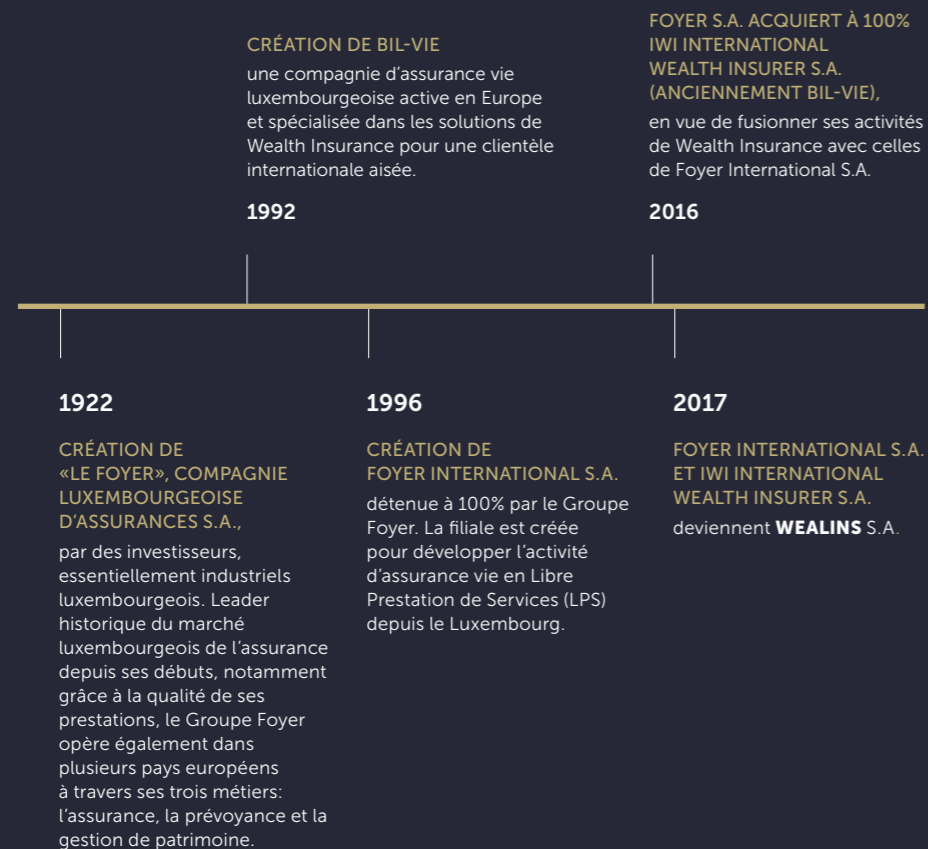 CRÉATION DE BIL-VIE
une compagnie d'assurance vie
luxembourgeoise active en Europe
et spécialisée dans les solutions de
Wealth Insurance pour une clientèle
internationale aisée.
1992
FOYER S.A. ACQUIERT À 100%
IWI INTERNATIONAL
WEALTH INSURER S.A.
(ANCIENNEMENT BIL-VIE),
en vue de fusionner ses activités
de Wealth Insurance avec celles
de Foyer International S.A.
2016
1922
CRÉATION DE
«LE FOYER», COMPAGNIE
LUXEMBOURGEOISE
D'ASSURANCES S.A.,
par des investisseurs,
essentiellement industriels
luxembourgeois. Leader
historique du marché
luxembourgeois de l'assurance
depuis ses débuts, notamment
grâce à la qualité de ses
prestations, le Groupe Foyer
opère également dans
plusieurs pays européens
à travers ses trois métiers:
l'assurance, la prévoyance et la
gestion de patrimoine.
1996
CRÉATION DE
FOYER INTERNATIONAL S.A.
détenue à 100% par le Groupe
Foyer. La filiale est créée
pour développer l'activité
d'assurance vie en Libre
Prestation de Services (LPS)
depuis le Luxembourg.
2017
FOYER INTERNATIONAL S.A.
ET IWI INTERNATIONAL
WEALTH INSURER S.A.
deviennent WEALINS S.A.